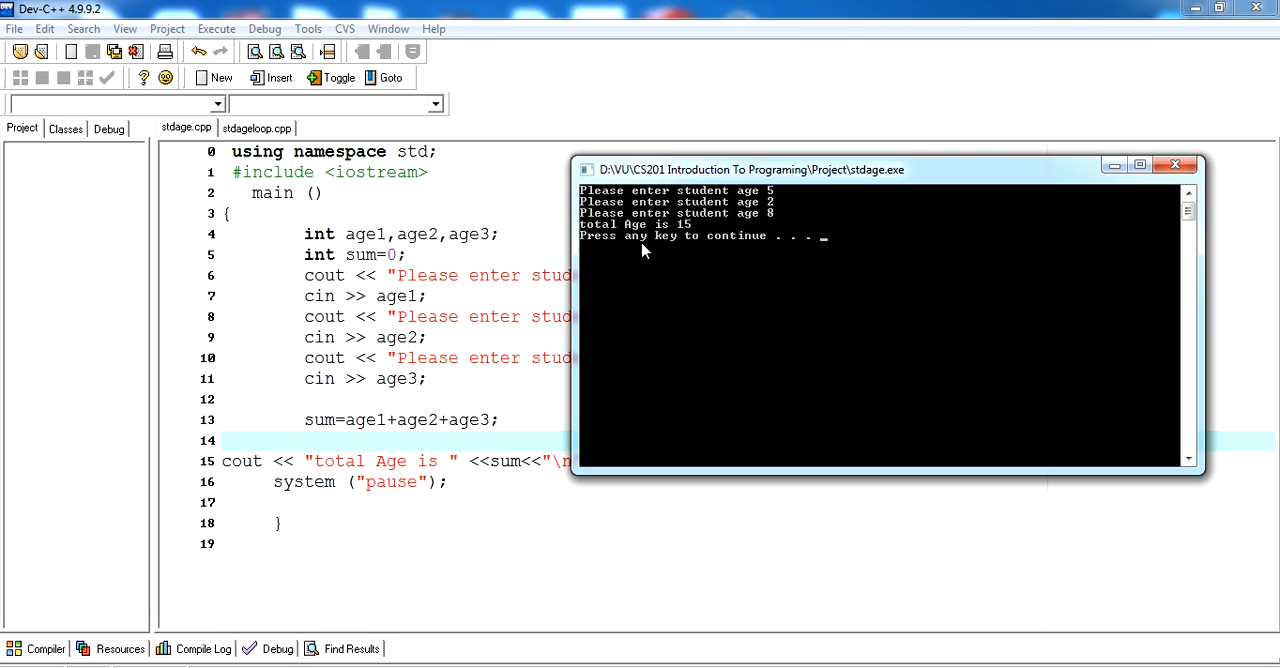 Dev-C++ 4.9.9.2
File Edit Search View Project Execute Debug Tools CVS Window Help
New Insert Toggle Goto
Project Classes Debug stdage.cpp stdageloop.cpp
0 using namespace std;
1 #include <iostream>
2 main ()
3 {
4 int age1,age2,age3;
5 int sum=0;
6 cout << "Please enter stud
7 cin >> age1;
8 cout << "Please enter stud
9 cin >> age2;
10 cout << "Please enter stud
11 cin >> age3;
12
13 sum=age1+age2+age3;
14
15 cout << "total Age is " <<sum<<"\n
16 system ("pause");
17
18 }
19
D:\VU\CS201 Introduction To Programing\Project\stdage.exe
Please enter student age 5
Please enter student age 2
Please enter student age 8
total Age is 15
Press any key to continue . . . _
Compiler Resources Compile Log Debug Find Results